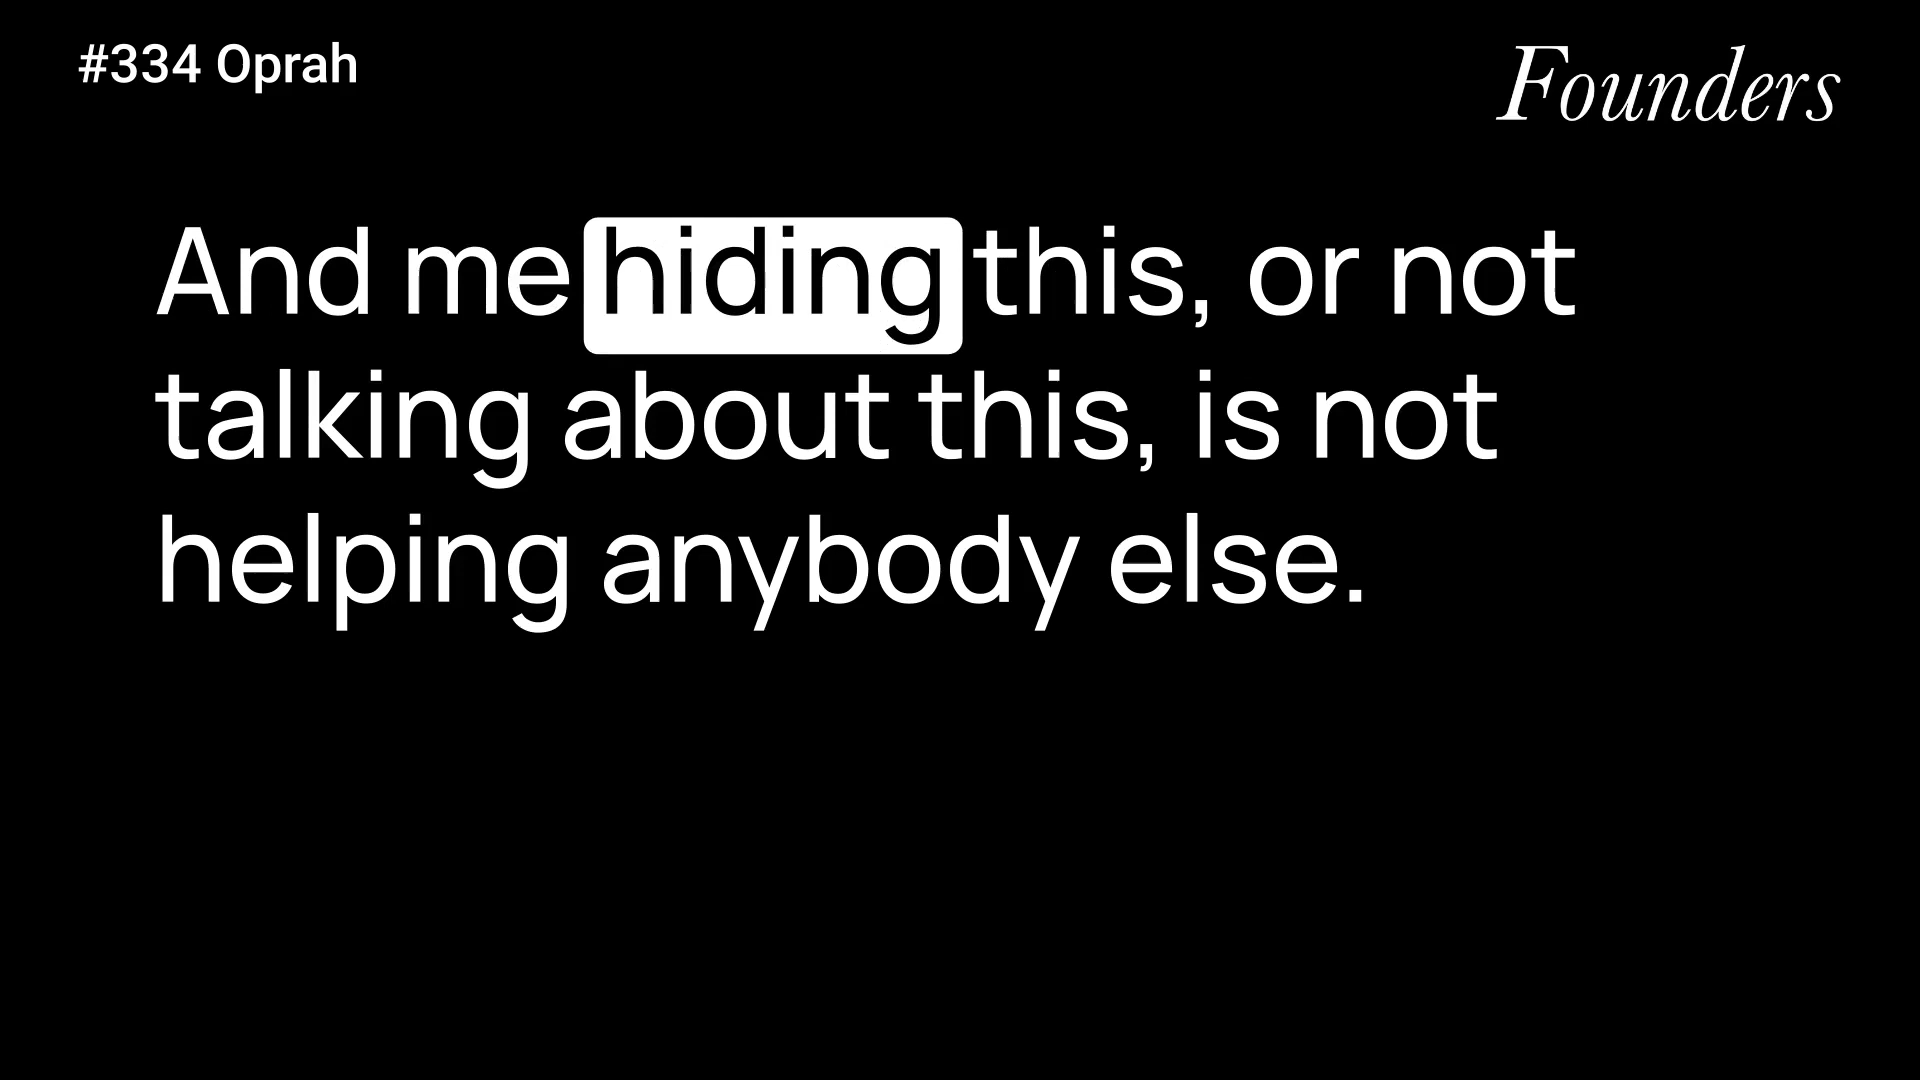 #334 Oprah
Founders
And me hiding this, or not
talking about this, is not
helping anybody else.